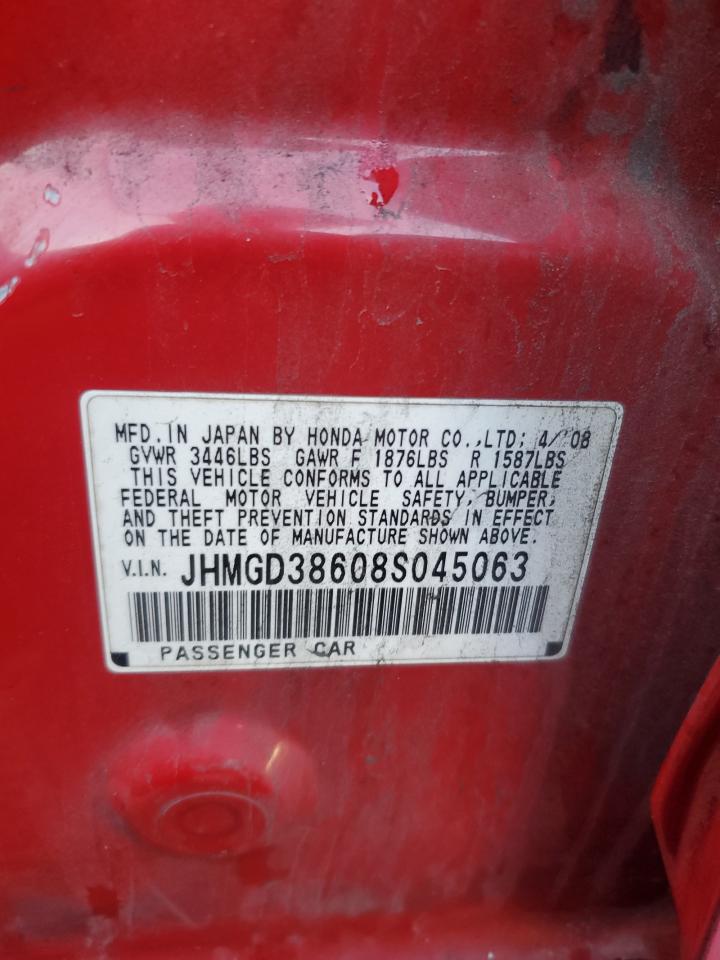 MFD. IN JAPAN BY HONDA MOTOR CO., LTD; 4/ 08
GVWR 3446LBS GAWR F 1876LBS R 1587LBS
THIS VEHICLE CONFORMS TO ALL APPLICABLE
FEDERAL MOTOR VEHICLE SAFETY, BUMPER,
AND THEFT PREVENTION STANDARDS IN EFFECT
ON THE DATE OF MANUFACTURE SHOWN ABOVE.
V.I.N. JHMGD38608S045063
PASSENGER CAR